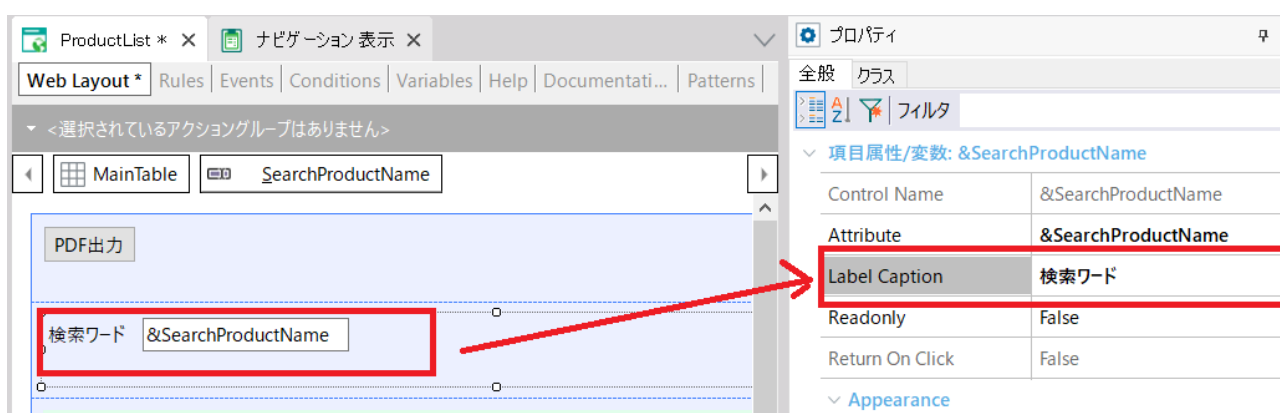 ProductList * ナビゲーション 表示
Web Layout * Rules Events Conditions Variables Help Documentati... Patterns
<選択されているアクショングループはありません>
MainTable SearchProductName
PDF出力
検索ワード &SearchProductName
プロパティ
全般 クラス
フィルタ
項目属性/変数: &SearchProductName
Control Name &SearchProductName
Attribute &SearchProductName
Label Caption 検索ワード
Readonly False
Return On Click False
Appearance